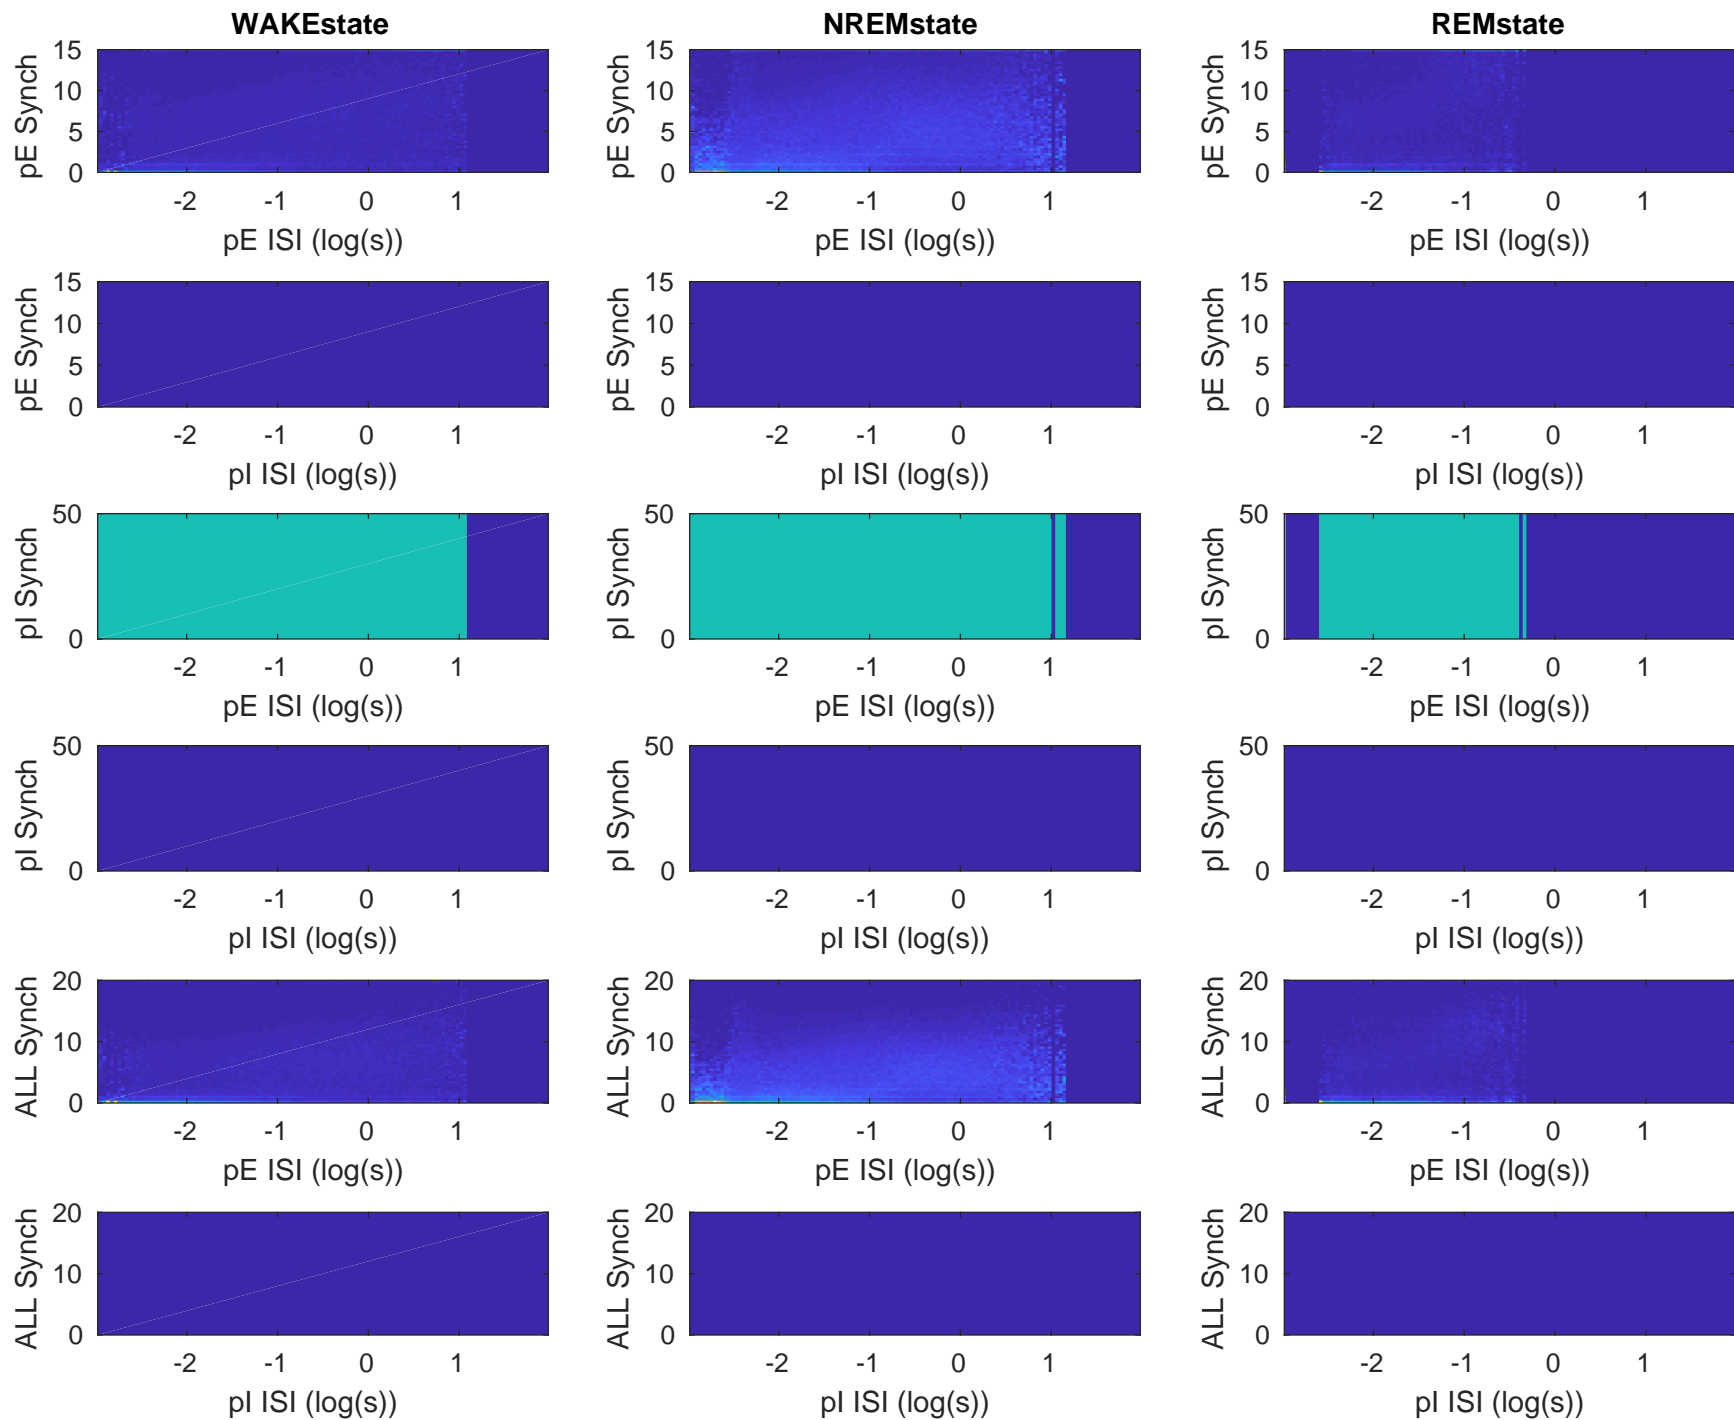 WAKEstate NREMstate REMstate
15 15 15
10 10 10
5 5 5
0 0 0
pE Synch pE Synch pE Synch
-2 -1 0 1 -2 -1 0 1 -2 -1 0 1
pE ISI (log(s)) pE ISI (log(s)) pE ISI (log(s))
15 15 15
10 10 10
5 5 5
0 0 0
pE Synch pE Synch pE Synch
-2 -1 0 1 -2 -1 0 1 -2 -1 0 1
pI ISI (log(s)) pI ISI (log(s)) pI ISI (log(s))
50 50 50
0 0 0
pI Synch pI Synch pI Synch
-2 -1 0 1 -2 -1 0 1 -2 -1 0 1
pE ISI (log(s)) pE ISI (log(s)) pE ISI (log(s))
50 50 50
0 0 0
pI Synch pI Synch pI Synch
-2 -1 0 1 -2 -1 0 1 -2 -1 0 1
pI ISI (log(s)) pI ISI (log(s)) pI ISI (log(s))
20 20 20
10 10 10
0 0 0
ALL Synch ALL Synch ALL Synch
-2 -1 0 1 -2 -1 0 1 -2 -1 0 1
pE ISI (log(s)) pE ISI (log(s)) pE ISI (log(s))
20 20 20
10 10 10
0 0 0
ALL Synch ALL Synch ALL Synch
-2 -1 0 1 -2 -1 0 1 -2 -1 0 1
pI ISI (log(s)) pI ISI (log(s)) pI ISI (log(s))